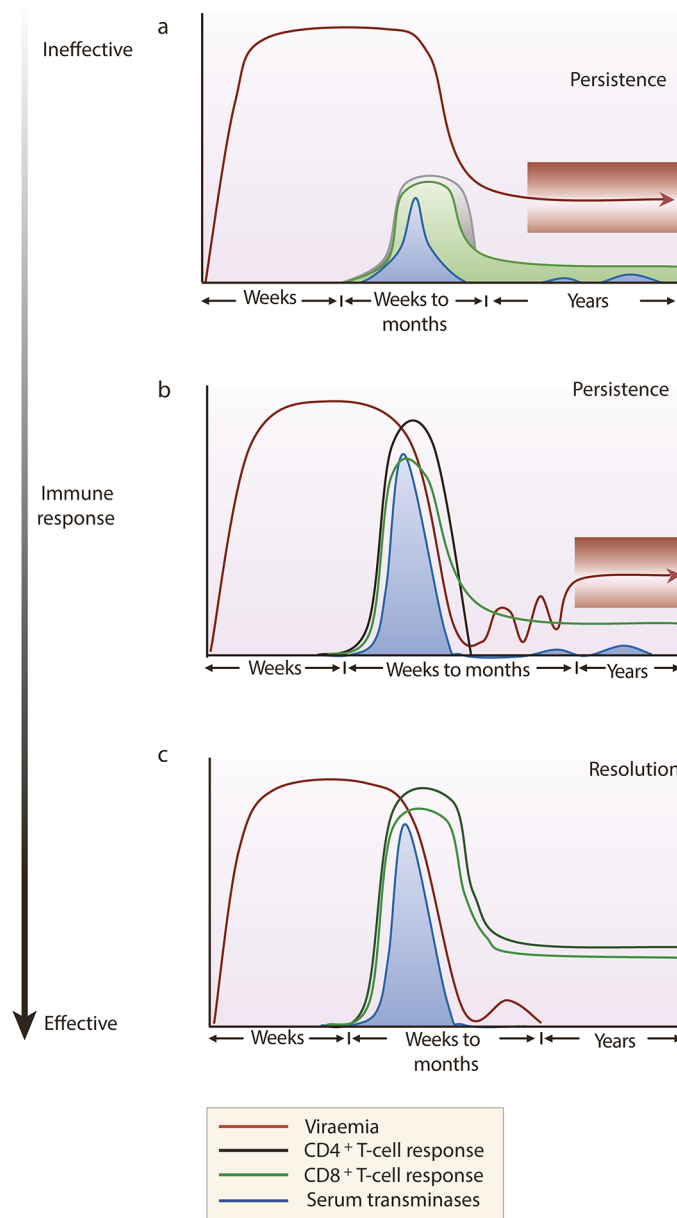 a
Ineffective
Persistence
Weeks
Weeks to
months
Years
b
Persistence
Immune
response
Weeks
Weeks to months
Years
c
Resolution
Effective
Weeks
Weeks to
months
Years
Viraemia
CD4+ T-cell response
CD8+ T-cell response
Serum transminases